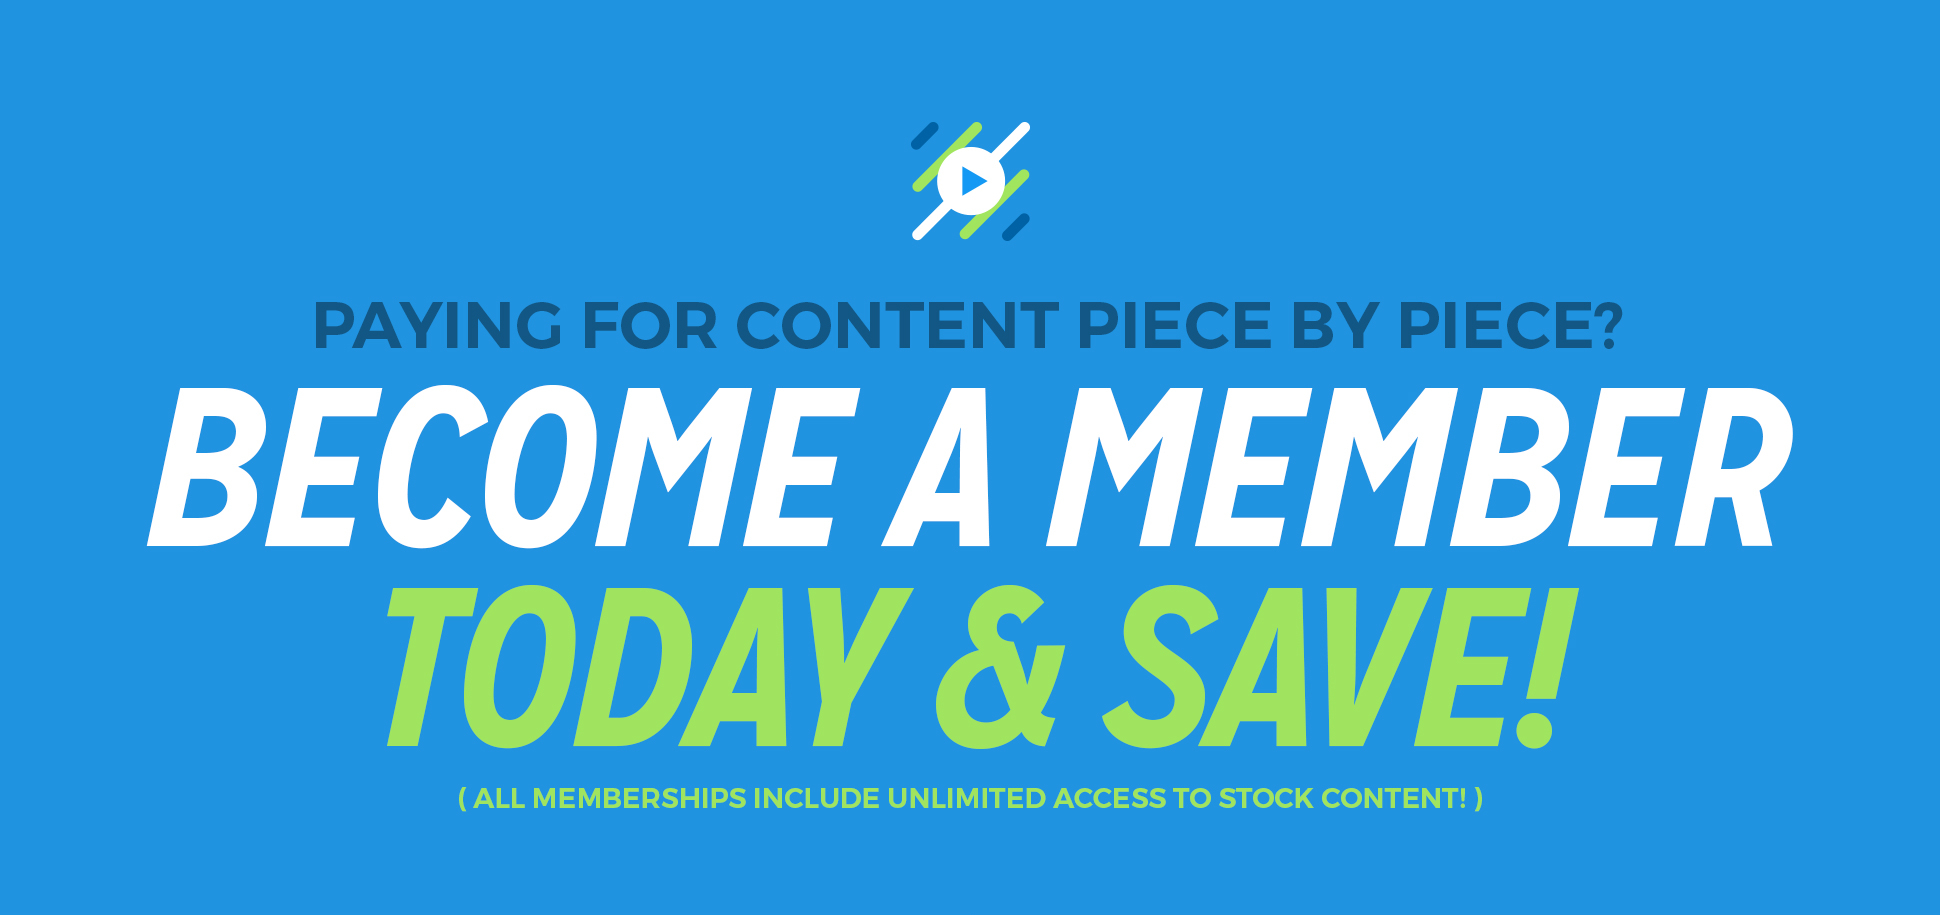 PAYING FOR CONTENT PIECE BY PIECE?
BECOME A MEMBER
TODAY & SAVE!
( ALL MEMBERSHIPS INCLUDE UNLIMITED ACCESS TO STOCK CONTENT! )